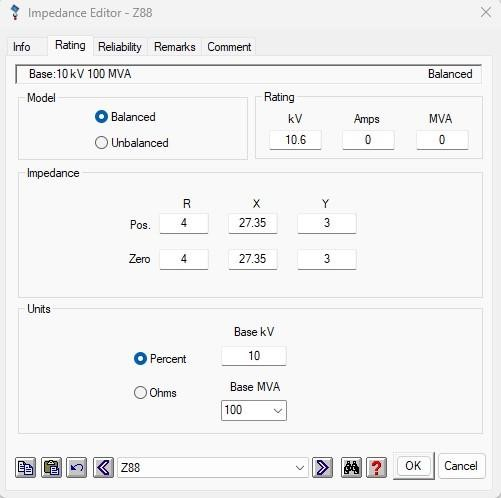 Impedance Editor - Z88
Info Rating Reliability Remarks Comment
Base:10 kV 100 MVA Balanced
Model
Balanced
Unbalanced
Rating
kV Amps MVA
10.6 0 0
Impedance
R X Y
Pos. 4 27.35 3
Zero 4 27.35 3
Units
Base kV
Percent 10
Ohms Base MVA
100
Z88 ? OK Cancel